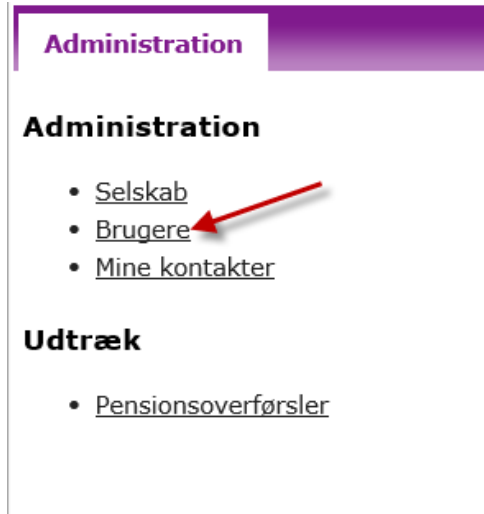 Administration
Administration
• Selskab
• Brugere
• Mine kontakter
Udtræk
• Pensionsoverførsler